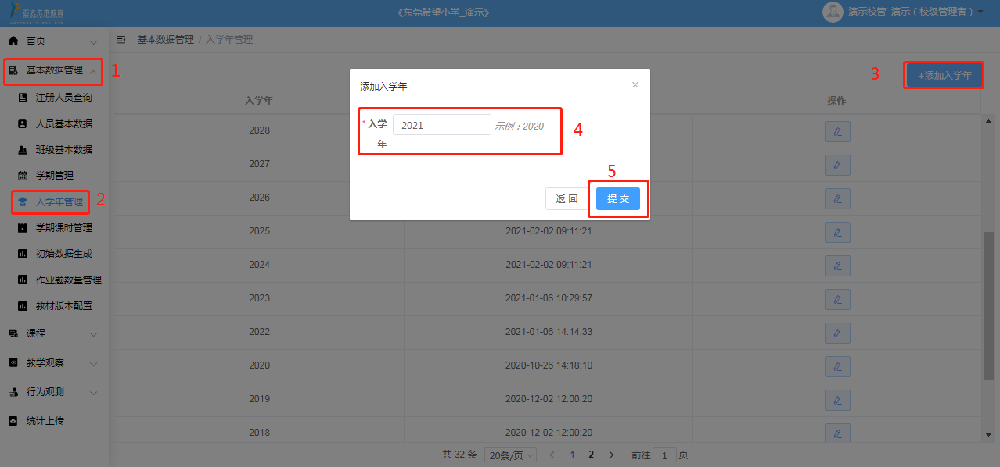 亚太未来教育
《东莞希望小学_演示》
演示校管_演示（校级管理者）
首页
基本数据管理 / 入学年管理
基本数据管理
1
注册人员查询
人员基本数据
班级基本数据
学期管理
入学年管理
2
学期课时管理
初始数据生成
作业题数量管理
教材版本配置
课程
教学观察
行为观测
统计上传
3
+添加入学年
添加入学年
×
* 入学年
2021
示例：2020
4
5
返 回
提 交
入学年
操作
2028
2027
2026
2025 2021-02-02 09:11:21
2024 2021-02-02 09:11:21
2023 2021-01-06 10:29:57
2022 2021-01-06 14:14:33
2020 2020-10-26 14:18:10
2019 2020-12-02 12:00:20
2018 2020-12-02 12:00:20
共 32 条 20条/页 < 1 2 > 前往 1 页